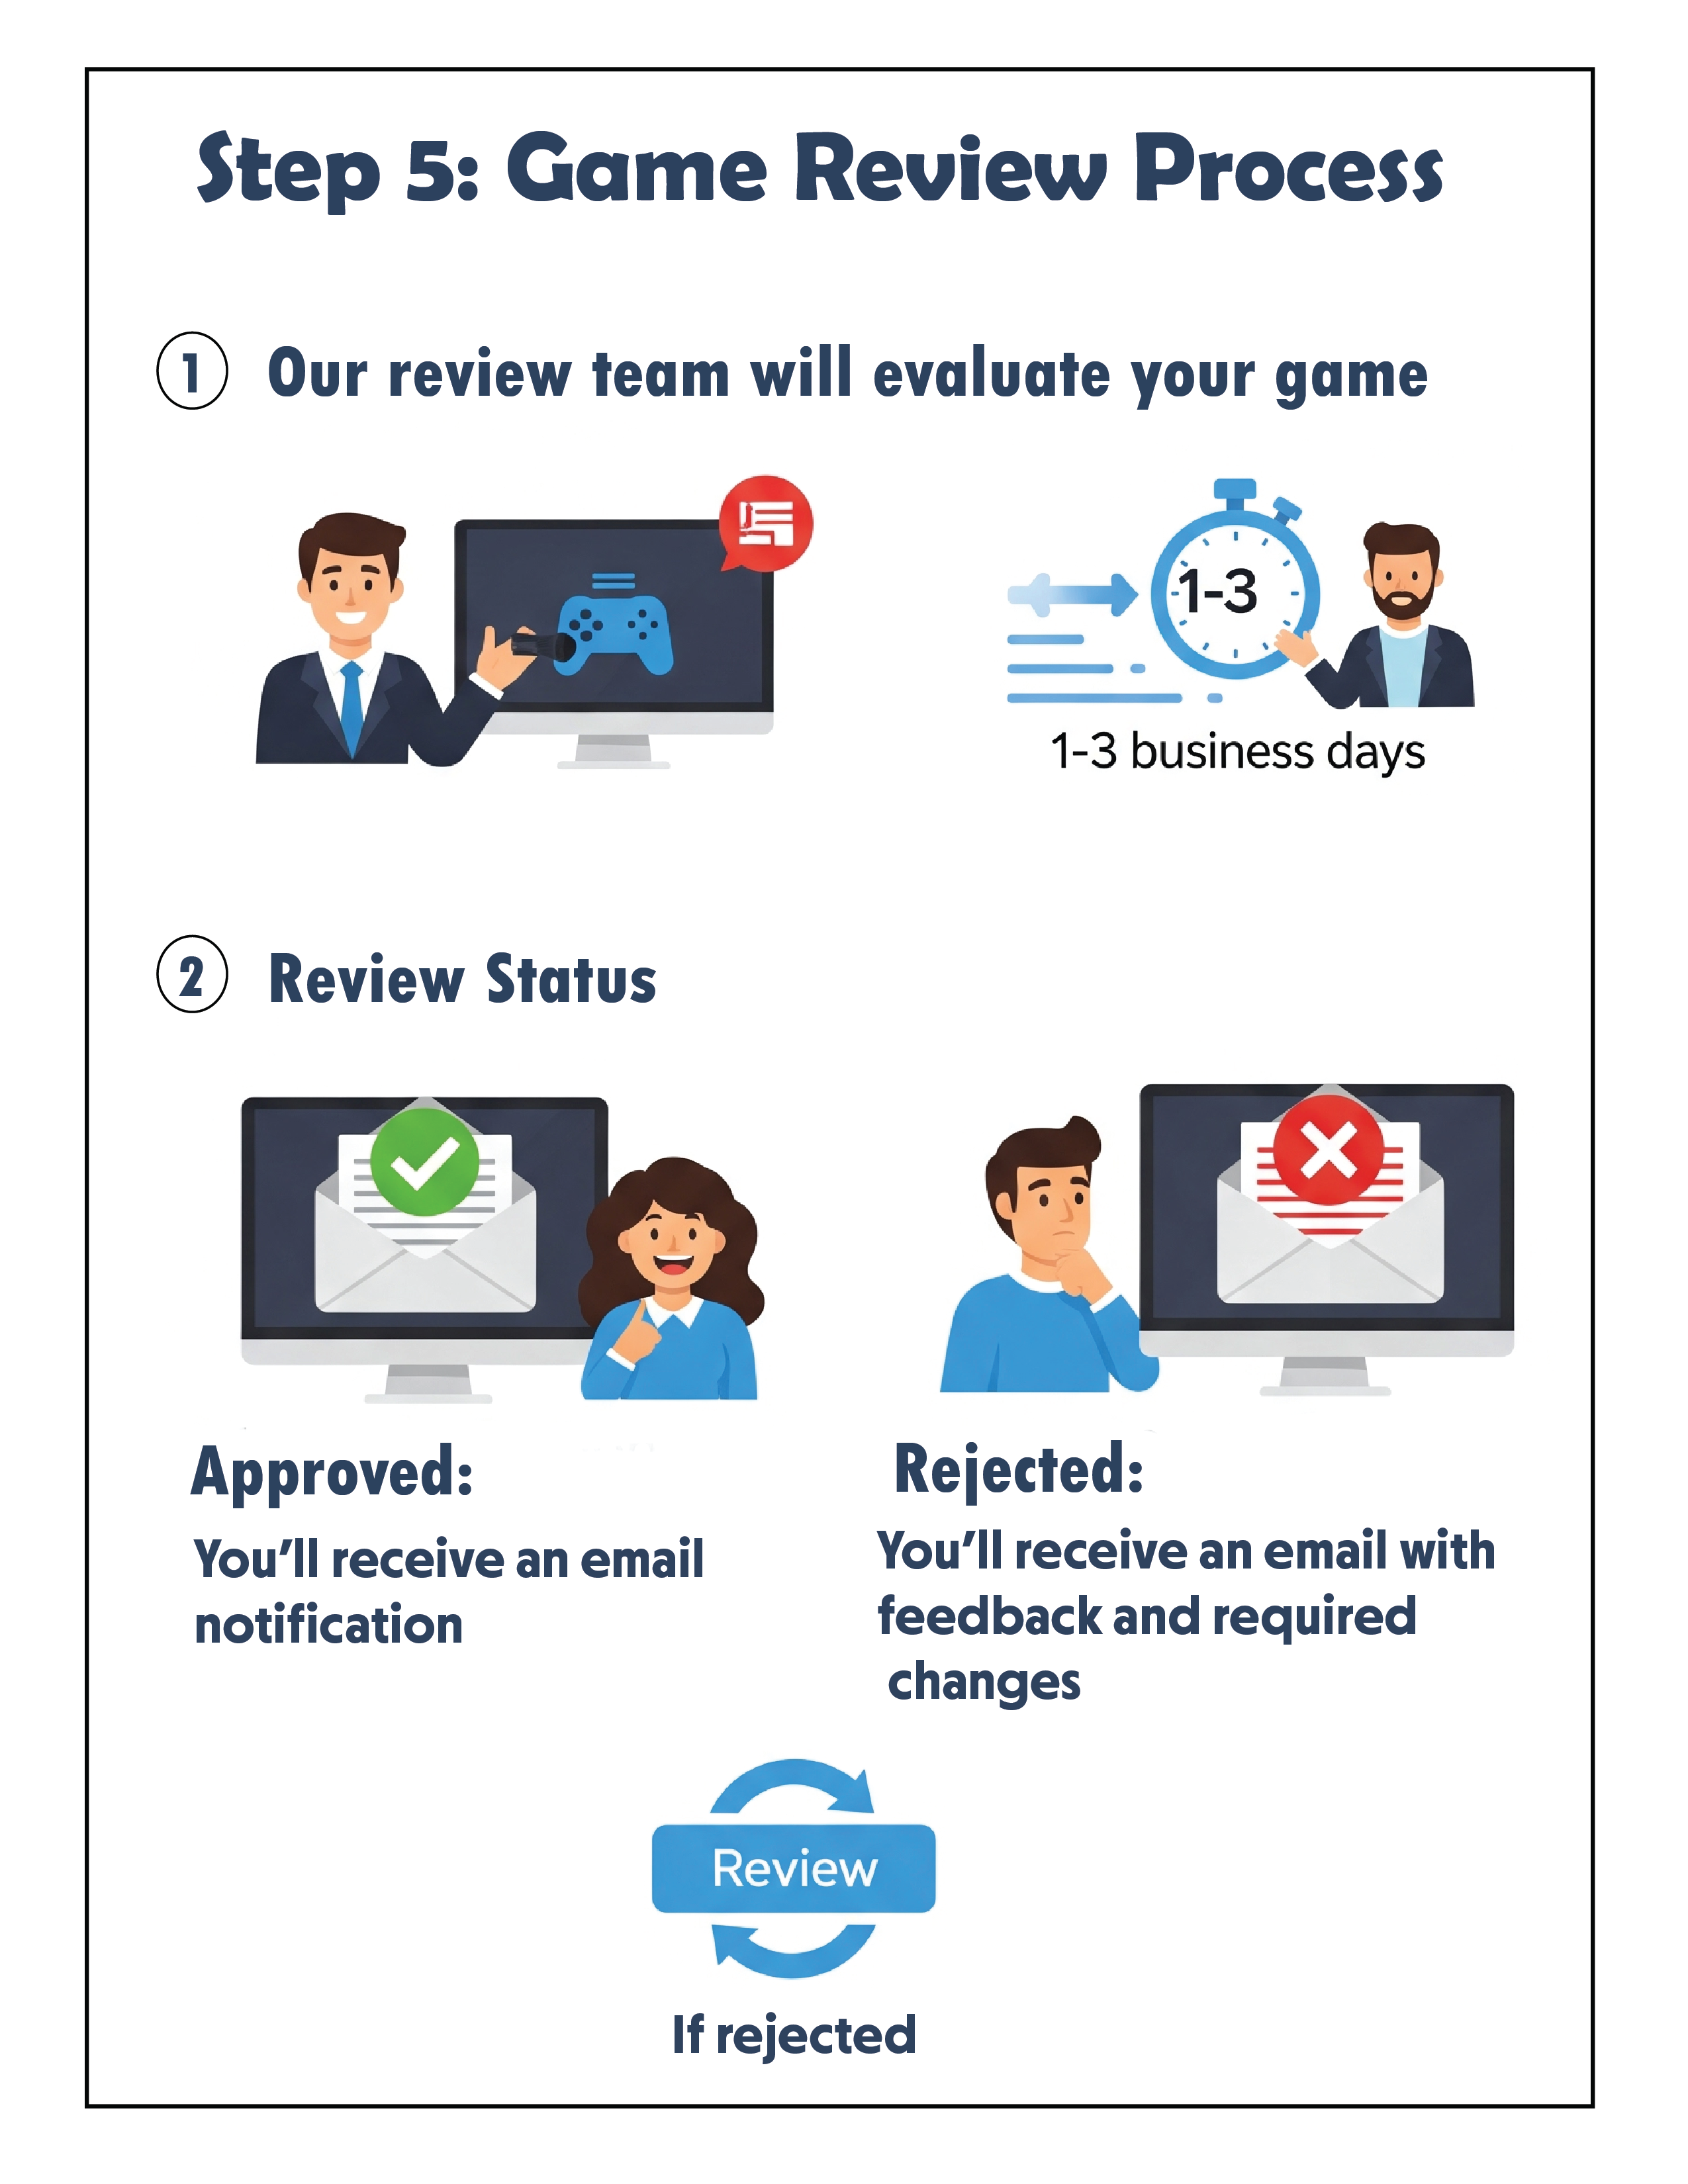 Step 5: Game Review Process
1 Our review team will evaluate your game
1-3
1-3 business days
2 Review Status
Approved:
You’ll receive an email
notification
Rejected:
You’ll receive an email with
feedback and required
changes
Review
If rejected